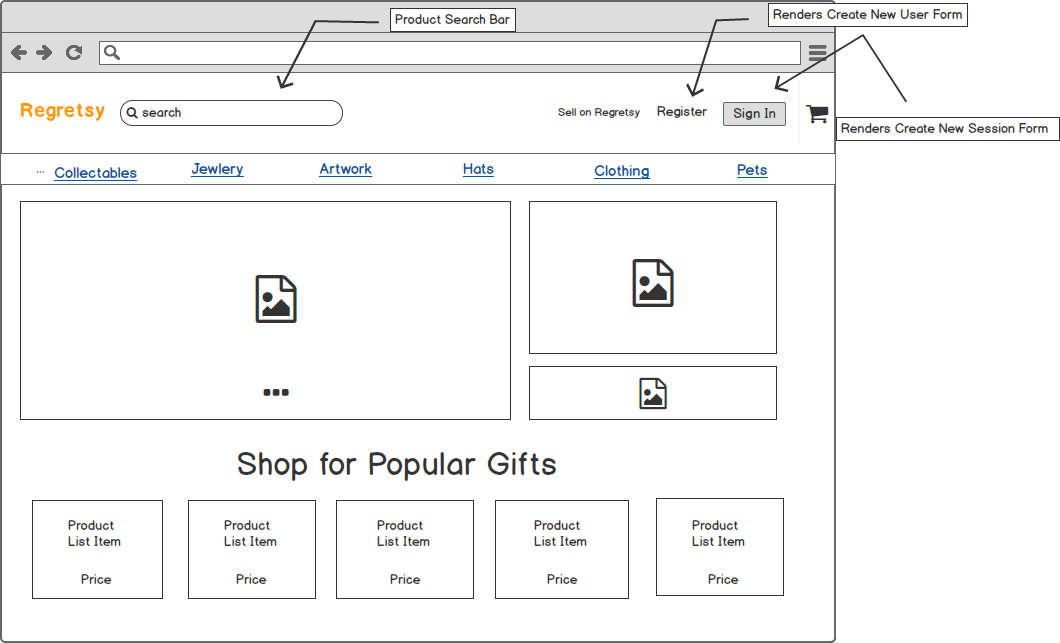 Product Search Bar
Renders Create New User Form
Regretsy
search
Sell on Regretsy
Register
Sign In
Renders Create New Session Form
... Collectables
Jewlery
Artwork
Hats
Clothing
Pets
Shop for Popular Gifts
Product
List Item
Price
Product
List Item
Price
Product
List Item
Price
Product
List Item
Price
Product
List Item
Price